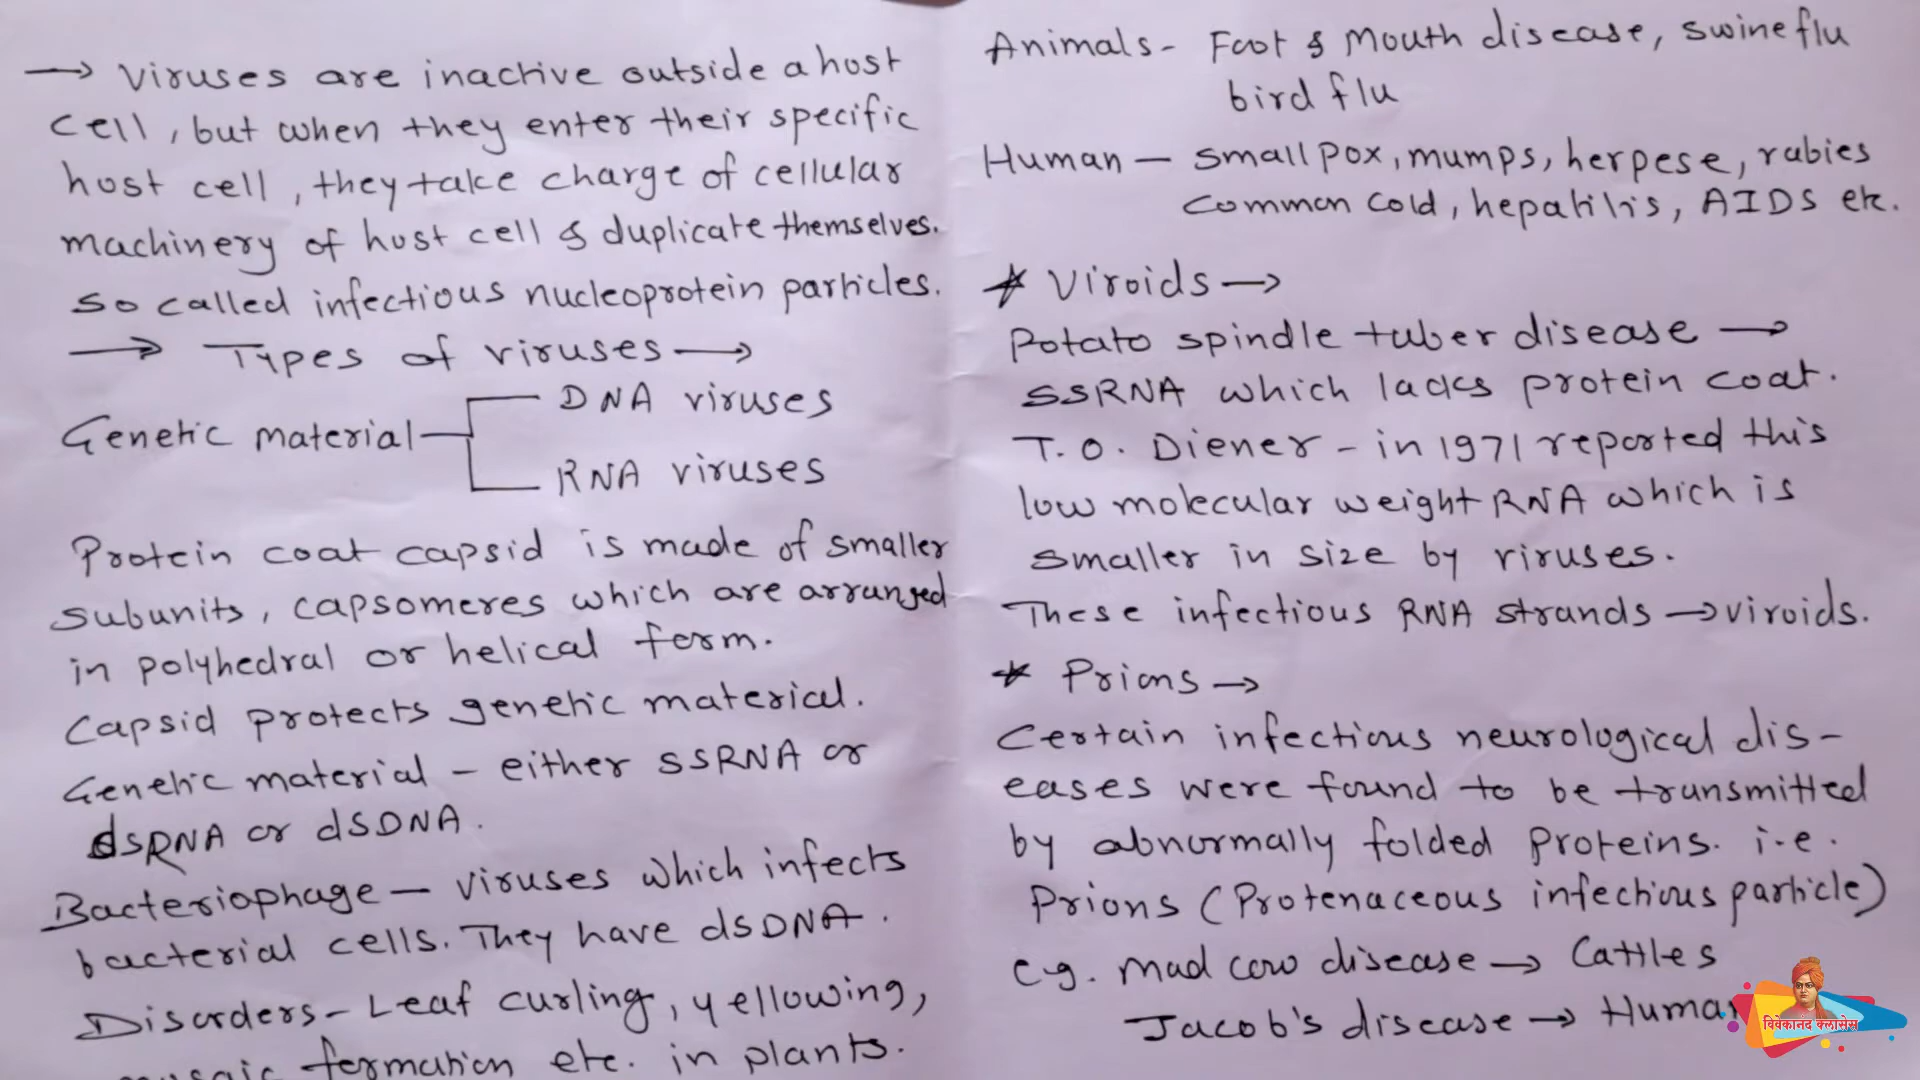 → Viruses are inactive outside a host
cell, but when they enter their specific
host cell, they take charge of cellular
machinery of host cell & duplicate themselves.
so called infectious nucleoprotein particles.
→ Types of viruses →
Genetic material
DNA viruses
RNA viruses
Protein coat capsid is made of smaller
subunits, capsomeres which are arranged
in polyhedral or helical form.
Capsid protects genetic material.
Genetic material - either SSRNA or
dsRNA or dSDNA.
Bacteriophage - viruses which infects
bacterial cells. They have dsDNA.
Disorders - Leaf curling, yellowing,
mosaic formation etc. in plants.
Animals - Foot & Mouth disease, swine flu
bird flu
Human - small pox, mumps, herpese, rabies
common cold, hepatitis, AIDS etc.
* Viroids →
Potato spindle tuber disease →
SSRNA which lacks protein coat.
T.O. Diener - in 1971 reported this
low molecular weight RNA which is
smaller in size by viruses.
These infectious RNA strands → viroids.
* Prions →
Certain infectious neurological dis-
eases were found to be transmitted
by abnormally folded proteins. i.e.
Prions (Protenaceous infectious particle)
e.g. Mad cow disease → Cattles
Jacob's disease → Human
विवेकानंद क्लासेस